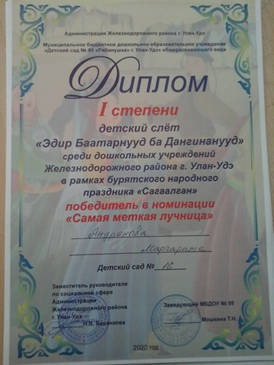 Администрация Железнодорожного района г. Улан-Удэ
Муниципальное бюджетное дошкольное образовательное учреждение
«Детский сад № 95 «Рябинушка» г. Улан-Удэ» общеразвивающего вида
Диплом
I степени
детский слёт
«Эдир Баатарнууд ба Дангинанууд»
среди дошкольных учреждений
Железнодорожного района г. Улан-Удэ
в рамках бурятского народного
праздника «Сагаалган»
победитель в номинации
«Самая меткая лучница»
Андронова
Маргарита
Детский сад №
Заместитель руководителя
по социальной сфере
Администрации
Железнодорожного района
г. Улан-Удэ
Заведующий МБДОУ № 95
Мошкина Т.Н.
2020 год